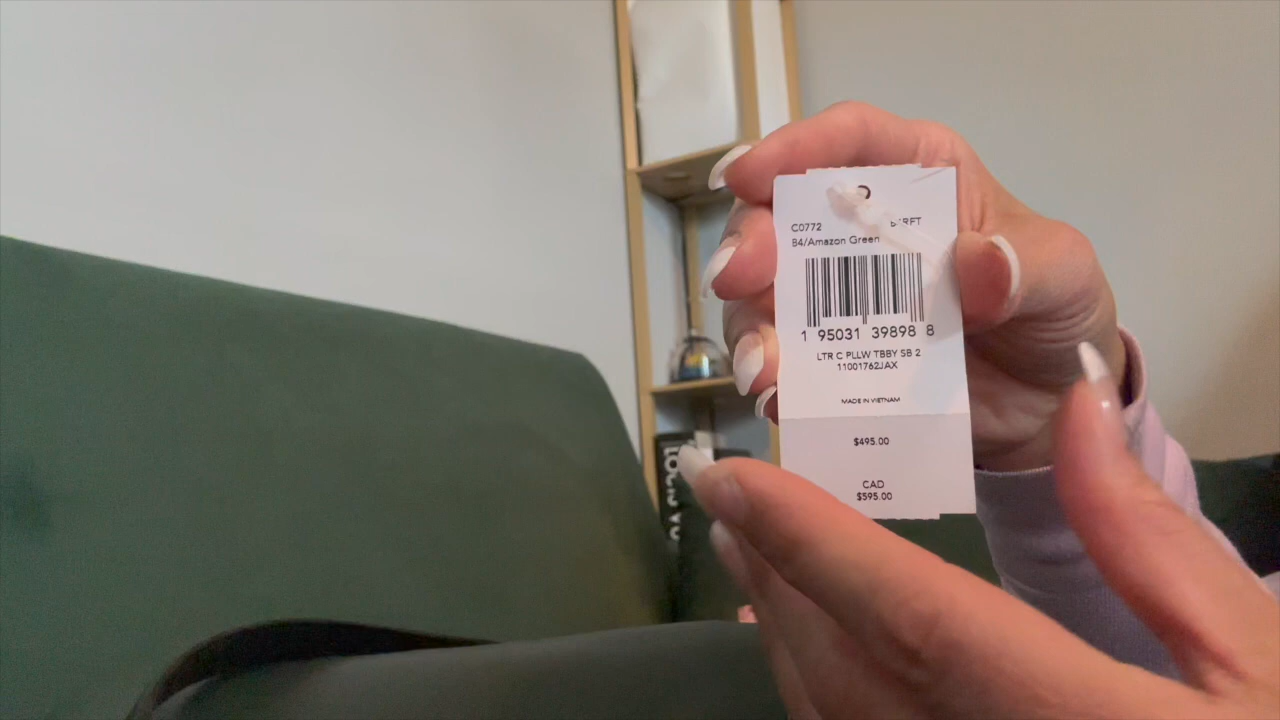 C0772
B4/Amazon Green
1 95031 39898 8
LTR C PLLW TBBY SB 2
11001762JAX
MADE IN VIETNAM
$495.00
CAD
$595.00